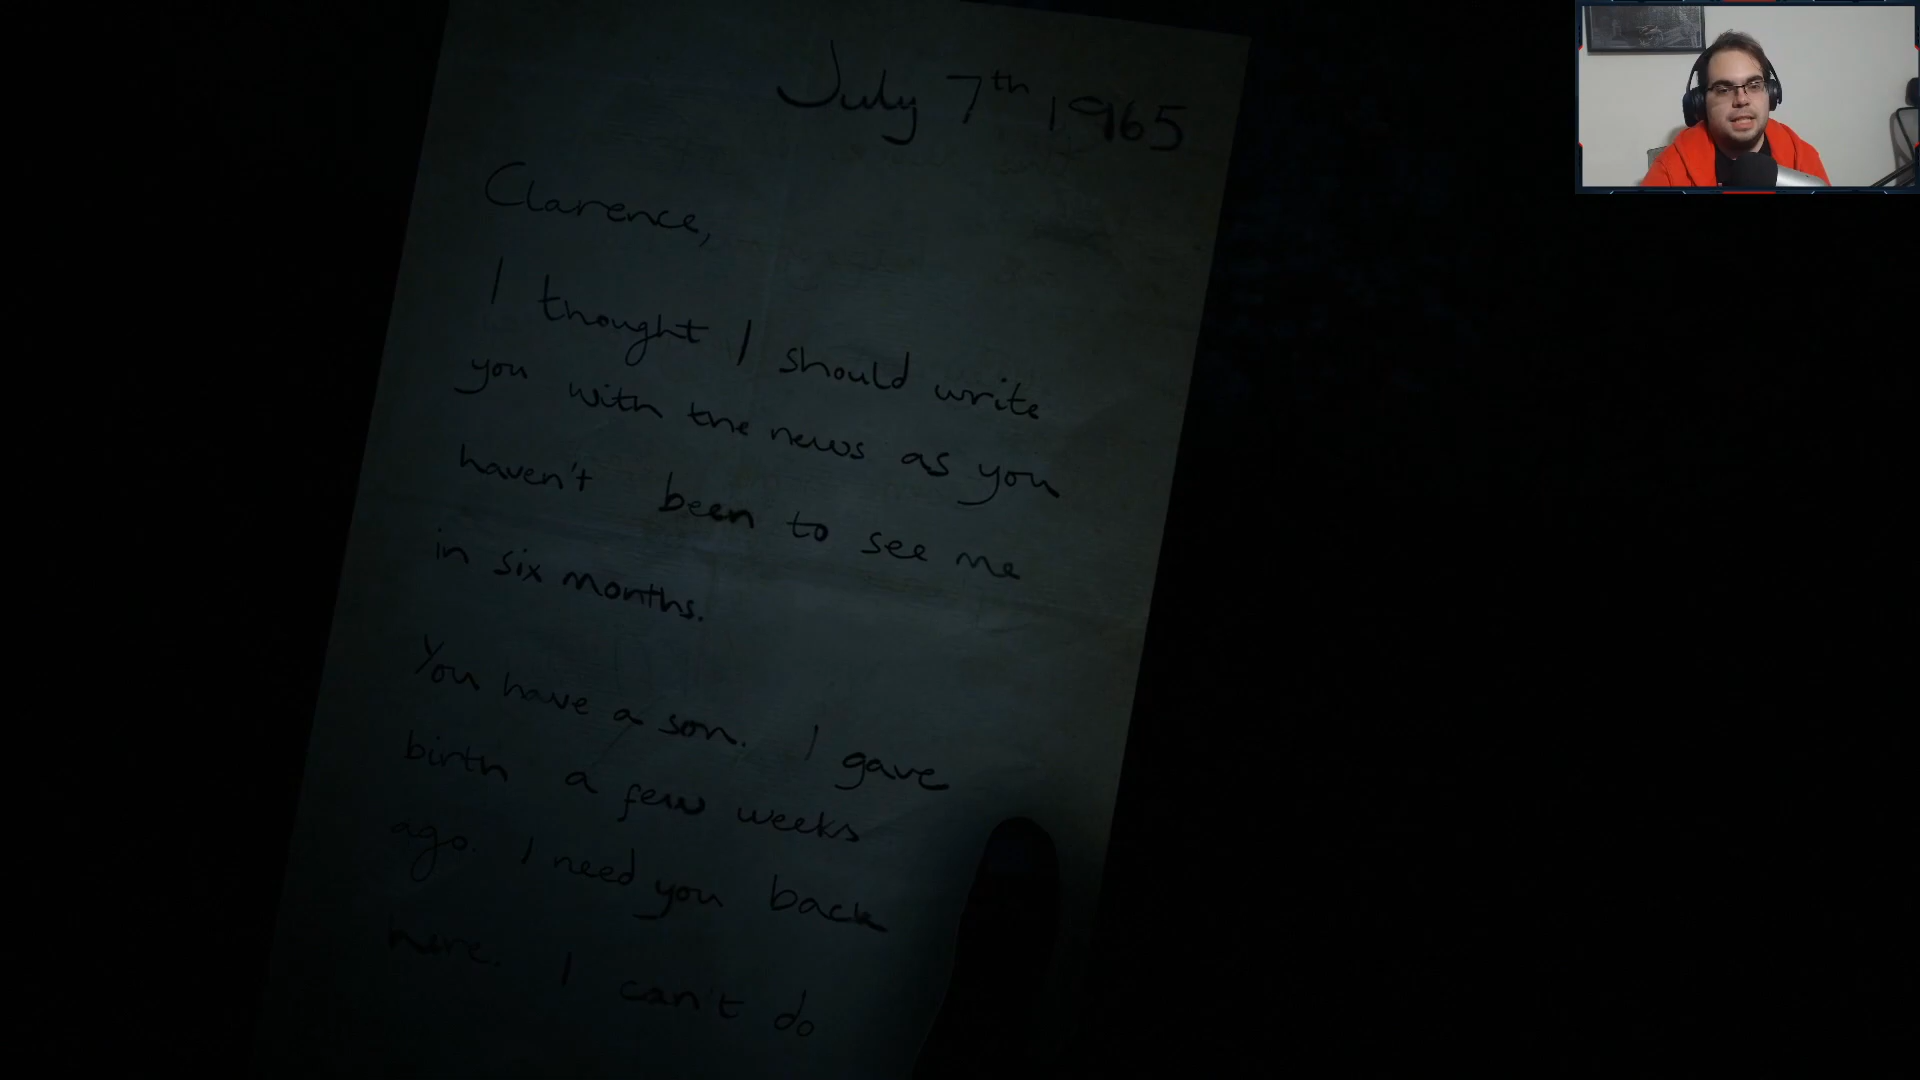 July 7th 1965
Clarence,
I thought I should write
you with the news as you
haven't been to see me
in six months.
You have a son. I gave
birth a few weeks
ago. I need you back
here. I can't do